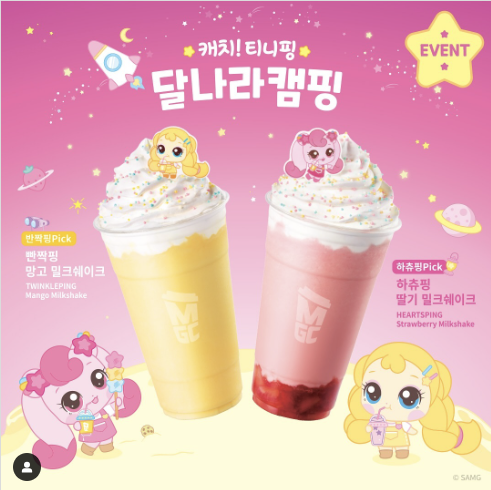 캐치! 티니핑
달나라캠핑
EVENT
반짝핑Pick
빤짝핑
망고 밀크쉐이크
TWINKLEPING
Mango Milkshake
하츄핑Pick
하츄핑
딸기 밀크쉐이크
HEARTSPING
Strawberry Milkshake
M
GC
M
GC
© SAMG